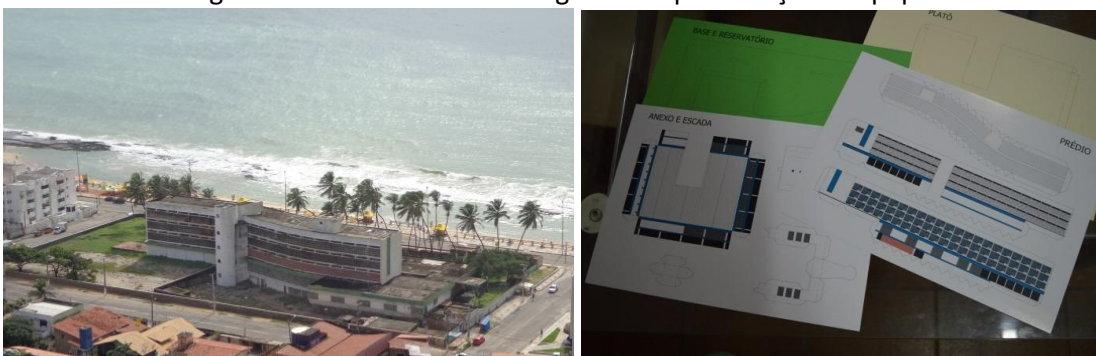 BASE E RESERVATÓRIO
PLATÔ
ANEXO E ESCADA
PRÉDIO